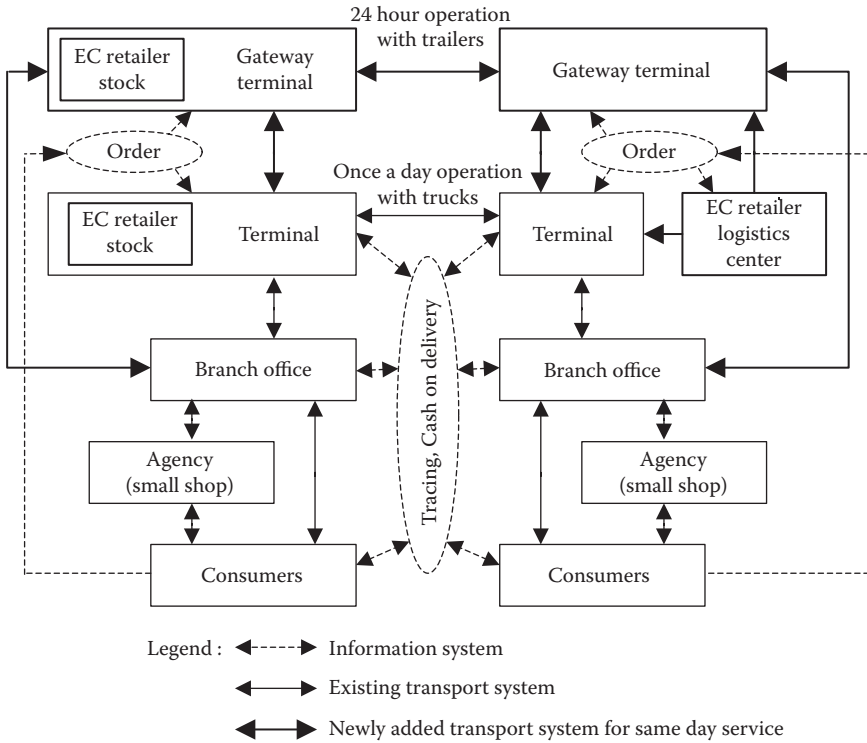 24 hour operation
with trailers
EC retailer
stock
Gateway
terminal
Gateway terminal
Order
Order
Once a day operation
with trucks
EC retailer
stock
Terminal
Terminal
EC retailer
logistics
center
Tracing, Cash on delivery
Branch office
Branch office
Agency
(small shop)
Agency
(small shop)
Consumers
Consumers
Legend :
Information system
Existing transport system
Newly added transport system for same day service